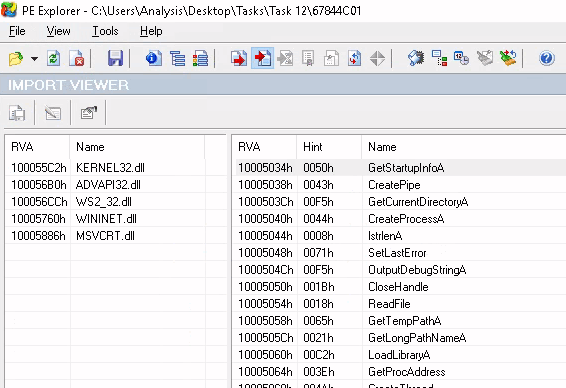 PE Explorer - C:\Users\Analysis\Desktop\Tasks\Task 12\67844C01
File View Tools Help
IMPORT VIEWER
RVA Name
100055C2h KERNEL32.dll
100056B0h ADVAPI32.dll
100056CCh WS2_32.dll
10005760h WININET.dll
10005886h MSVCRT.dll
RVA Hint Name
10005034h 0050h GetStartupInfoA
10005038h 0043h CreatePipe
1000503Ch 00F5h GetCurrentDirectoryA
10005040h 0044h CreateProcessA
10005044h 0008h lstrlenA
10005048h 0071h SetLastError
1000504Ch 00F5h OutputDebugStringA
10005050h 001Bh CloseHandle
10005054h 0018h ReadFile
10005058h 0065h GetTempPathA
1000505Ch 0021h GetLongPathNameA
10005060h 00C2h LoadLibraryA
10005064h 003Eh GetProcAddress